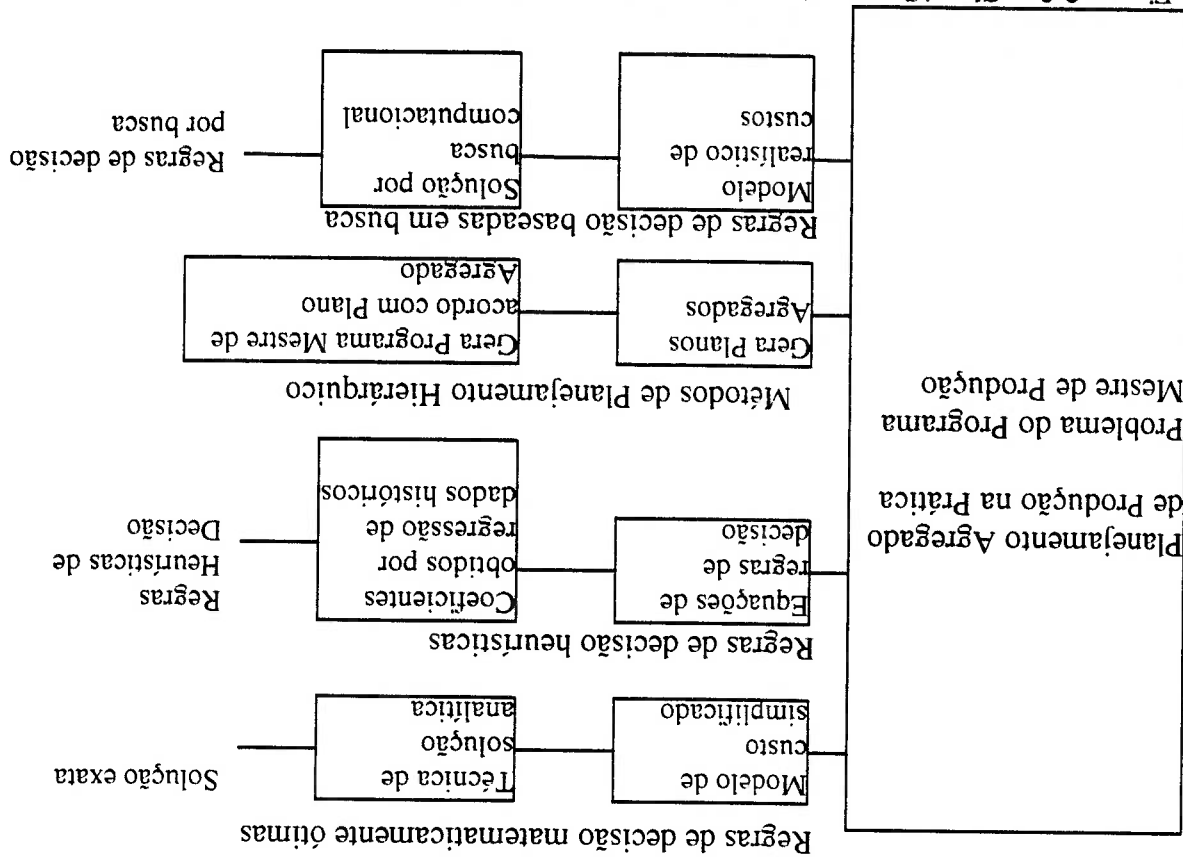 Planejamento Agregado
de Produção na Prática
Problema do Programa
Mestre de Produção
Regras de decisão matematicamente ótimas
Modelo de
custo
simplificado
Técnica de
solução
analítica
Solução exata
Regras de decisão heurísticas
Equações de
regras de
decisão
Coeficientes
obtidos por
regressão de
dados históricos
Regras
Heurísticas de
Decisão
Métodos de Planejamento Hierárquico
Gera Planos
Agregados
Gera Programa Mestre de
acordo com Plano
Agregado
Regras de decisão baseadas em busca
Modelo
realístico de
custos
Solução por
busca
computacional
Regras de decisão
por busca